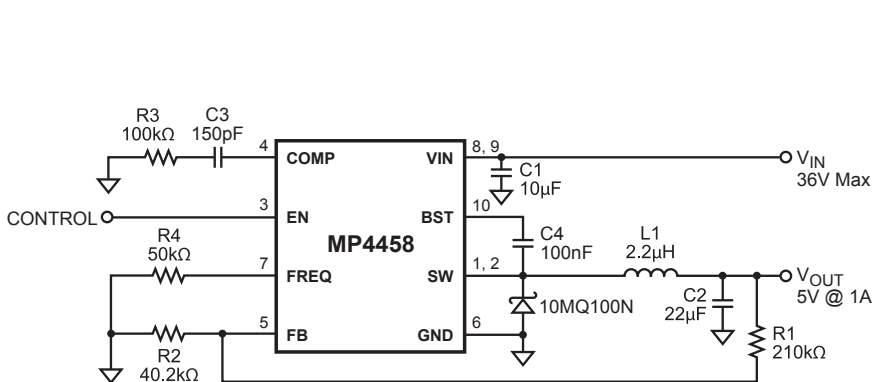 R3
100kΩ
C3
150pF
4
COMP
VIN
8, 9
V_IN
36V Max
C1
10µF
CONTROL
3
EN
BST
10
MP4458
C4
100nF
L1
2.2µH
R4
50kΩ
7
FREQ
SW
1, 2
V_OUT
5V @ 1A
C2
22µF
10MQ100N
5
FB
GND
6
R1
210kΩ
R2
40.2kΩ